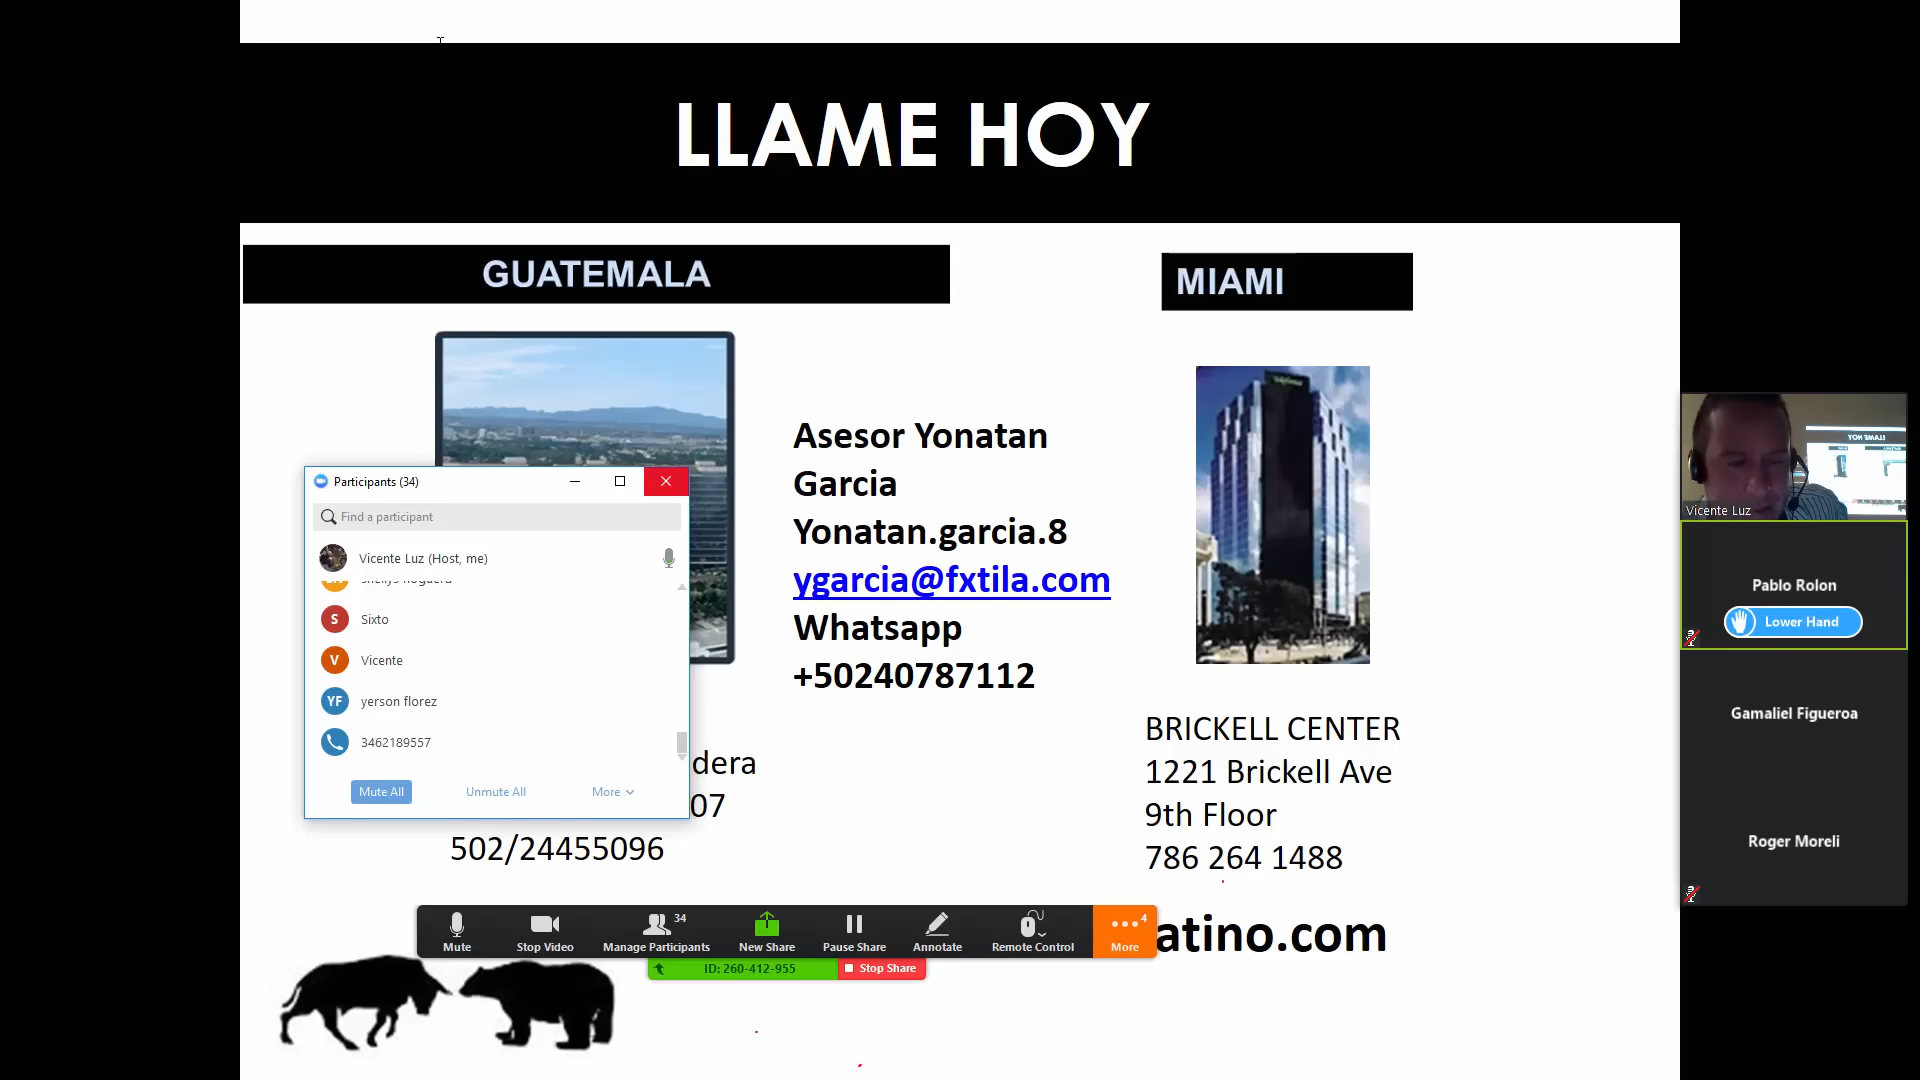 LLAME HOY
GUATEMALA
MIAMI
Asesor Yonatan
Garcia
Yonatan.garcia.8
ygarcia@fxtila.com
Whatsapp
+50240787112
Participants (34)
Find a participant
Vicente Luz (Host, me)
Sixto
V Vicente
YF yerson florez
3462189557
Mute All Unmute All More
dera
07
502/24455096
BRICKELL CENTER
1221 Brickell Ave
9th Floor
786 264 1488
atino.com
Mute Stop Video Manage Participants 34 New Share Pause Share Annotate Remote Control More 4
ID: 260-412-955 Stop Share
Vicente Luz
Pablo Rolon
Lower Hand
Gamaliel Figueroa
Roger Moreli